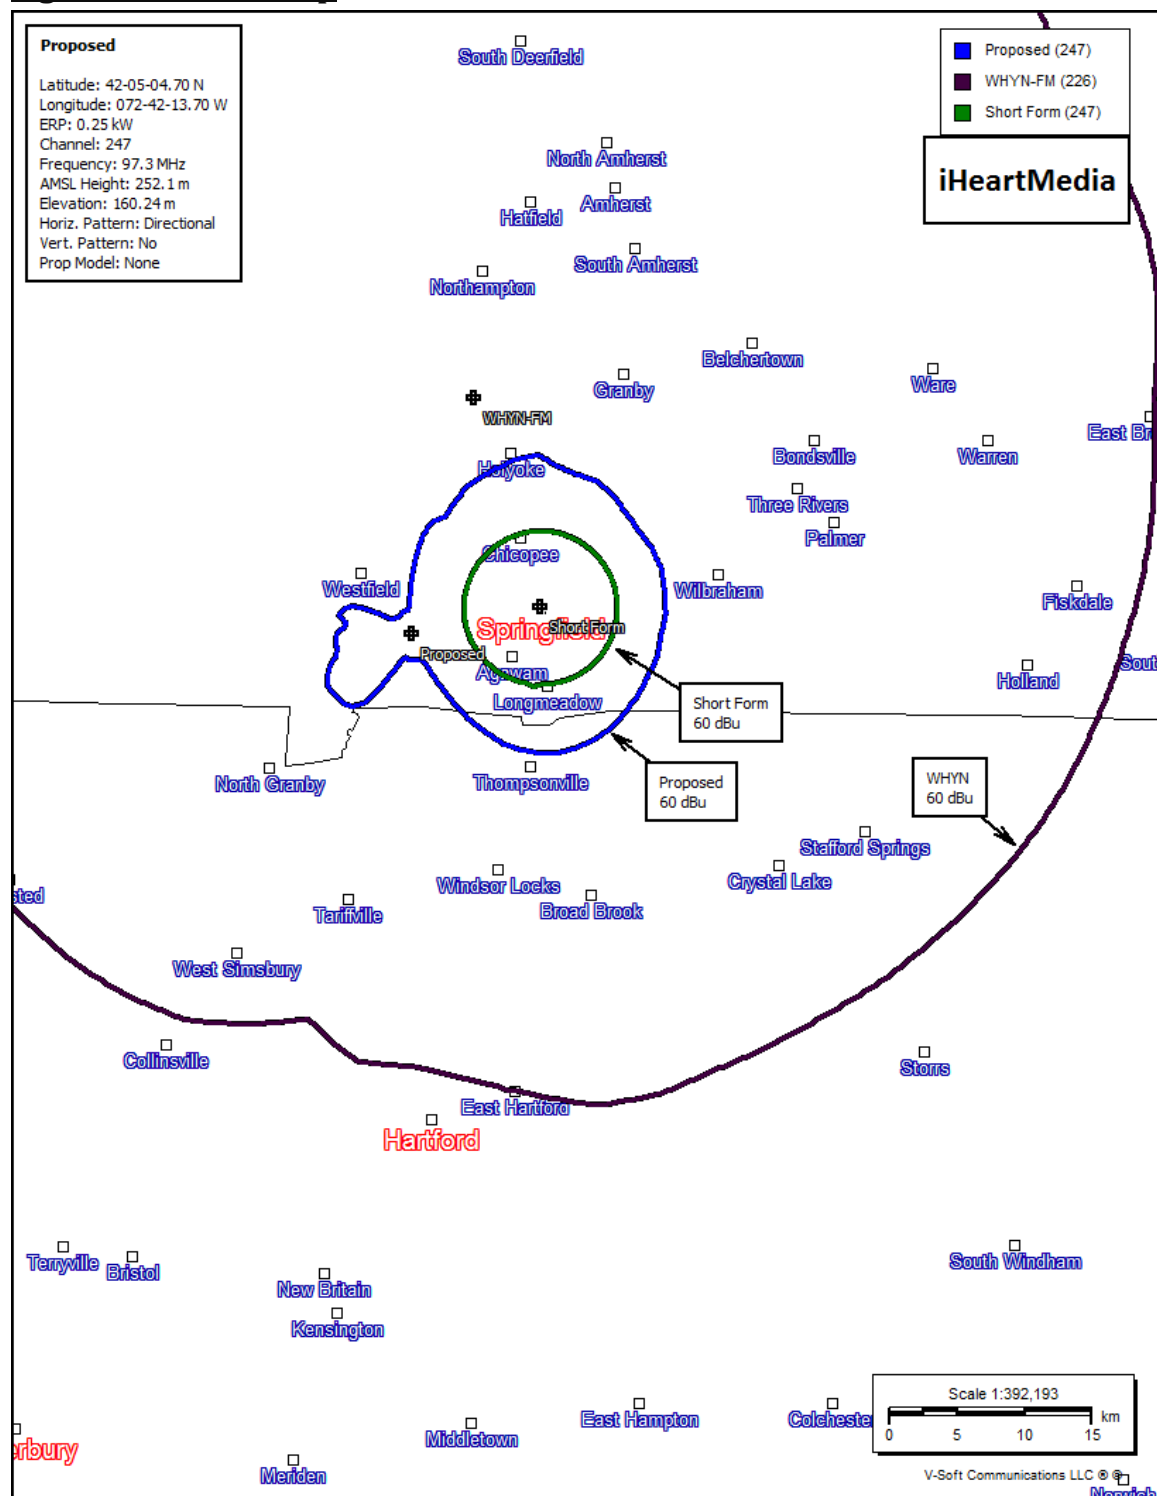 Proposed
Latitude: 42-05-04.70 N
Longitude: 072-42-13.70 W
ERP: 0.25 kW
Channel: 247
Frequency: 97.3 MHz
AMSL Height: 252.1 m
Elevation: 160.24 m
Horiz. Pattern: Directional
Vert. Pattern: No
Prop Model: None
Proposed (247)
WHYN-FM (226)
Short Form (247)
iHeartMedia
South Deerfield
North Amherst
Amherst
Hatfield
South Amherst
Northampton
Belchertown
Ware
Granby
WHYN-FM
East Br
Holyoke
Bondsville
Warren
Three Rivers
Palmer
Chicopee
Westfield
Wilbraham
Fiskdale
Springfield
Short Form
Proposed
Agawam
Sout
Holland
Longmeadow
Short Form
60 dBu
North Granby
Thompsonville
Proposed
60 dBu
WHYN
60 dBu
Stafford Springs
Crystal Lake
Windsor Locks
sted
Broad Brook
Tariffville
West Simsbury
Collinsville
Storrs
East Hartford
Hartford
Terryville
Bristol
South Windham
New Britain
Kensington
Scale 1:392,193
km
0 5 10 15
East Hampton
Colcheste
Middletown
erbury
Meriden
V-Soft Communications LLC ® ©
Norwich